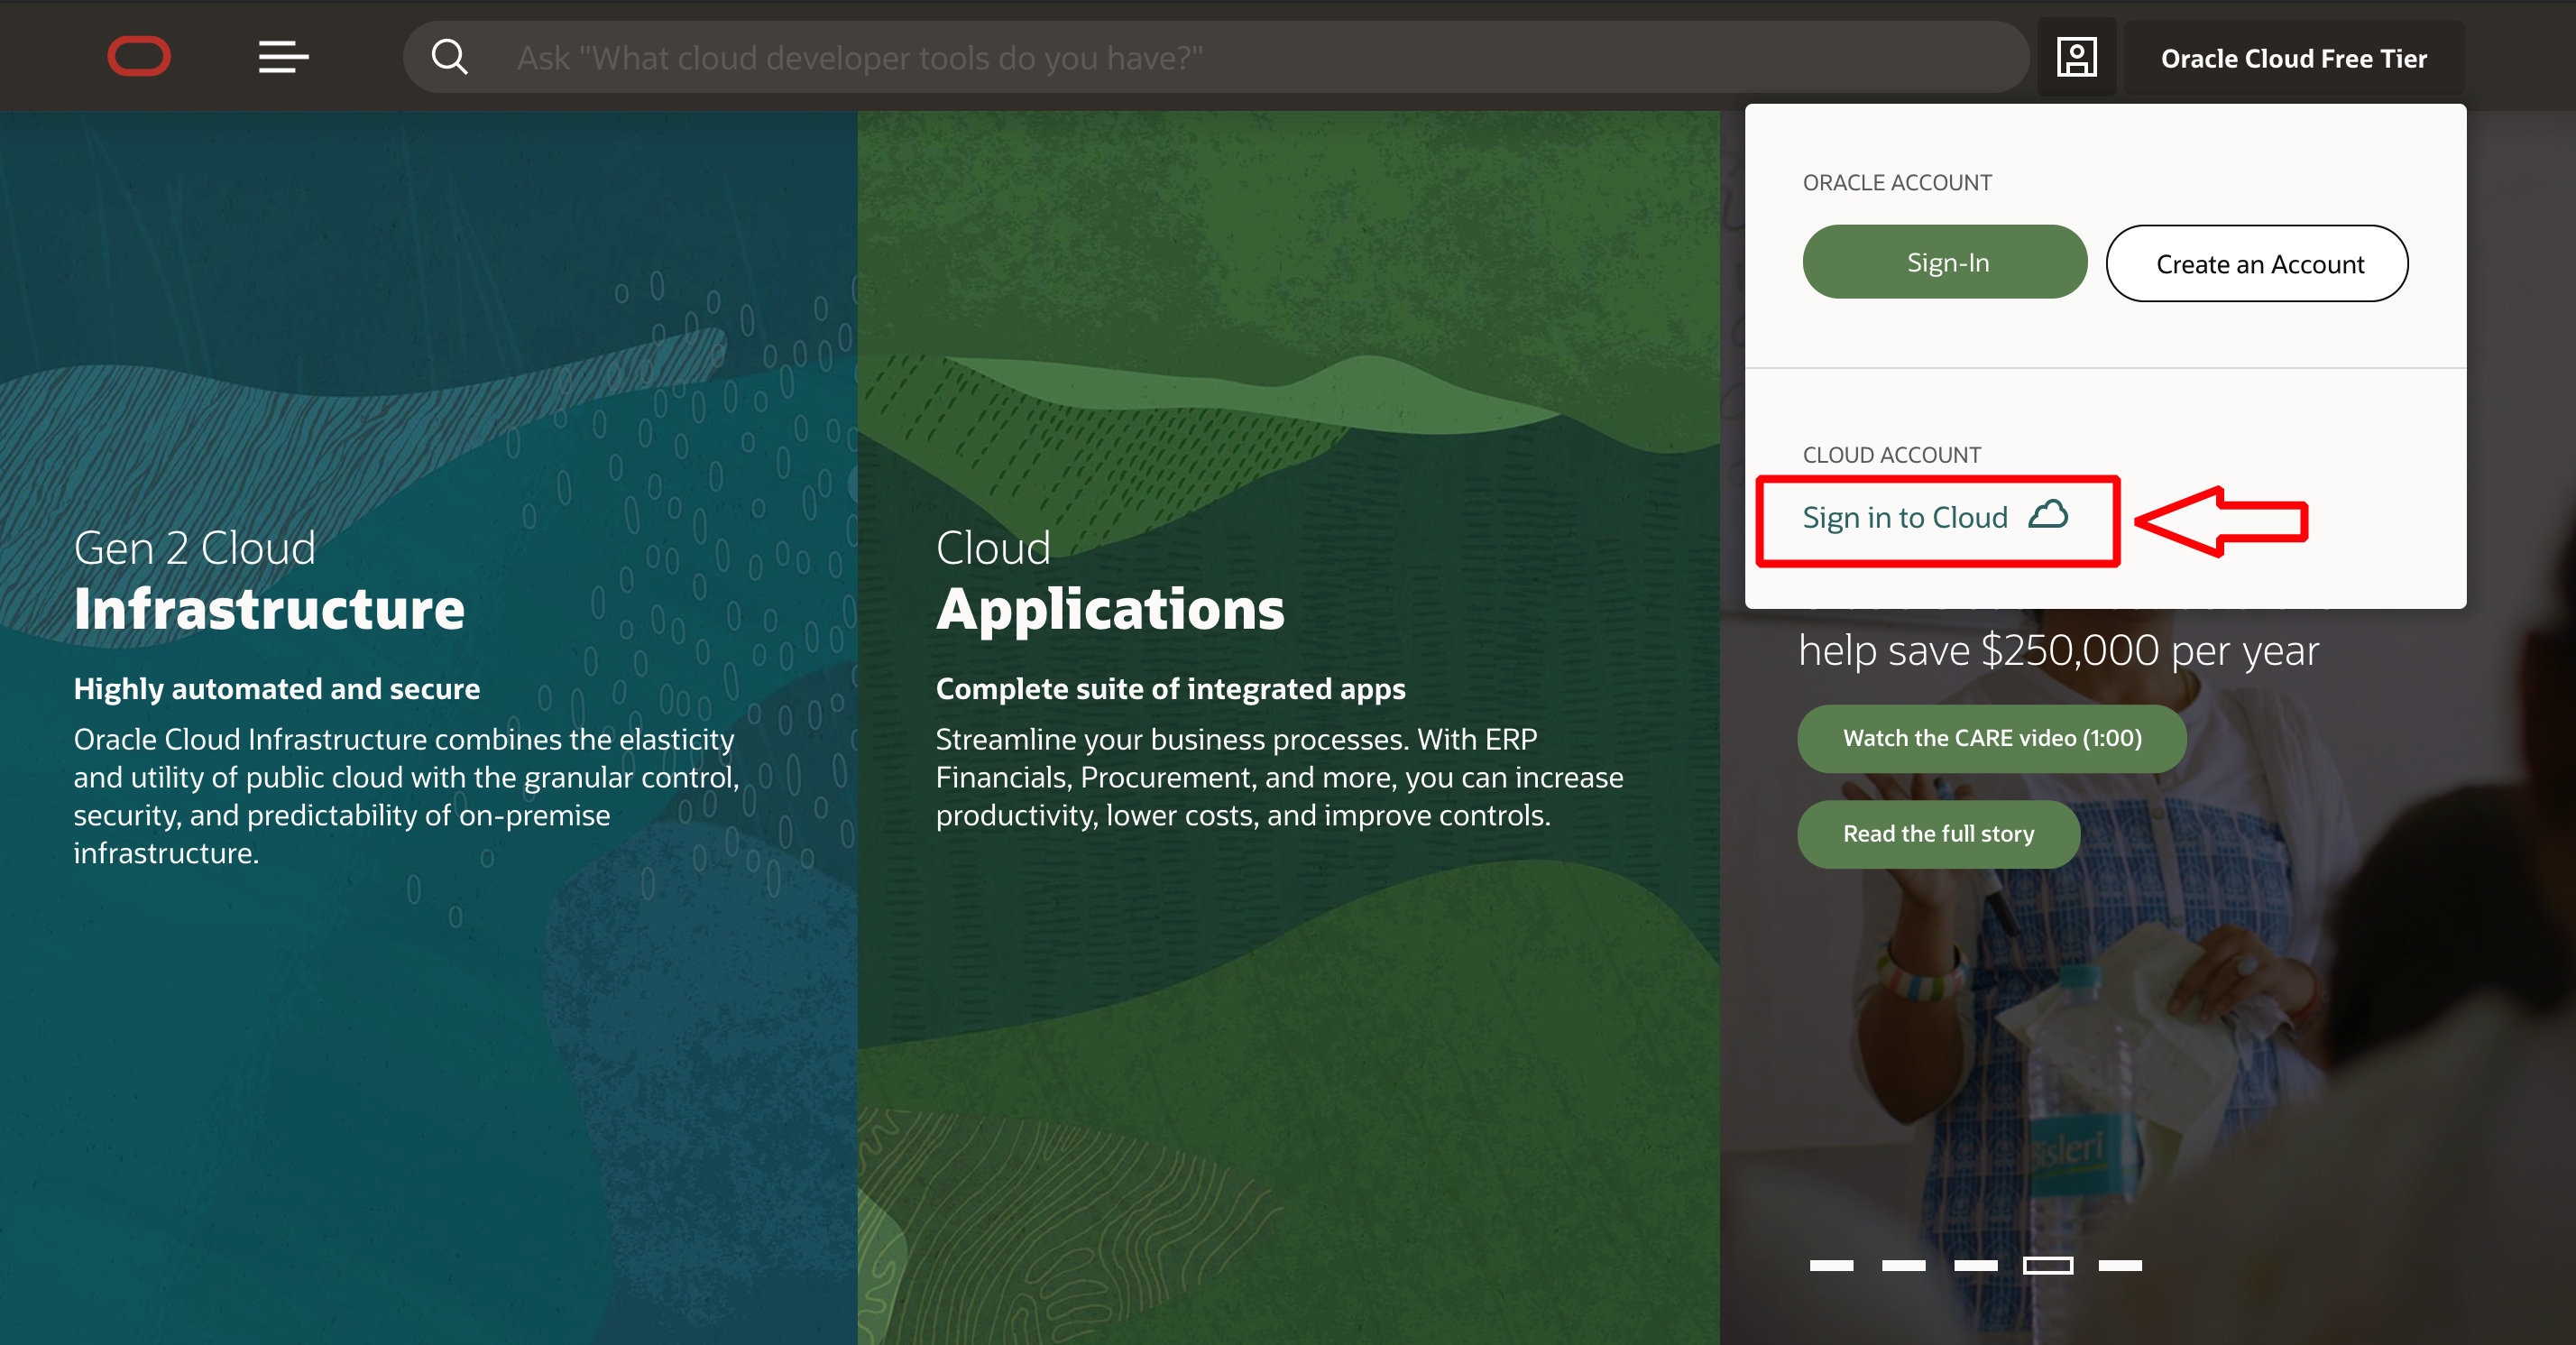 Ask "What cloud developer tools do you have?"
Oracle Cloud Free Tier
ORACLE ACCOUNT
Sign-In
Create an Account
CLOUD ACCOUNT
Sign in to Cloud
Gen 2 Cloud
Infrastructure
Highly automated and secure
Oracle Cloud Infrastructure combines the elasticity
and utility of public cloud with the granular control,
security, and predictability of on-premise
infrastructure.
Cloud
Applications
Complete suite of integrated apps
Streamline your business processes. With ERP
Financials, Procurement, and more, you can increase
productivity, lower costs, and improve controls.
help save $250,000 per year
Watch the CARE video (1:00)
Read the full story
Bisleri